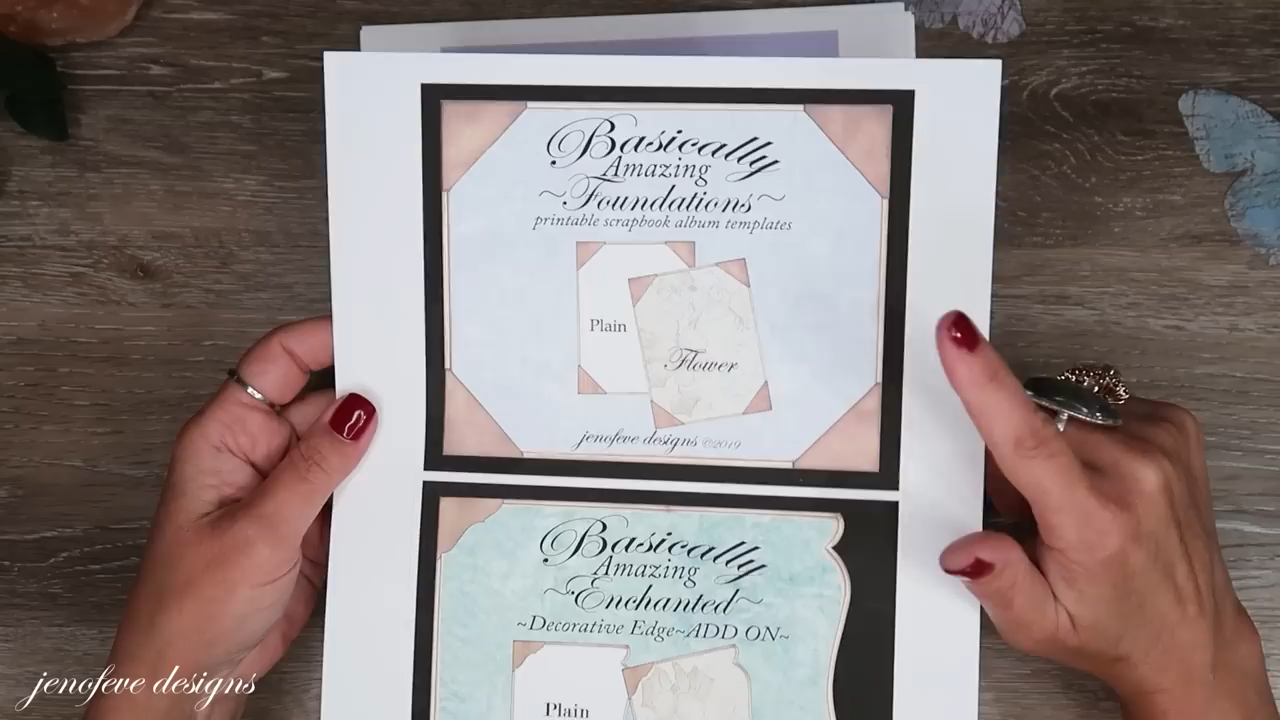 Basically
Amazing
~Foundations~
printable scrapbook album templates
Plain
Flower
jenofeve designs ©2019
Basically
Amazing
~Enchanted~
~Decorative Edge~ADD ON~
Plain
jenofeve designs